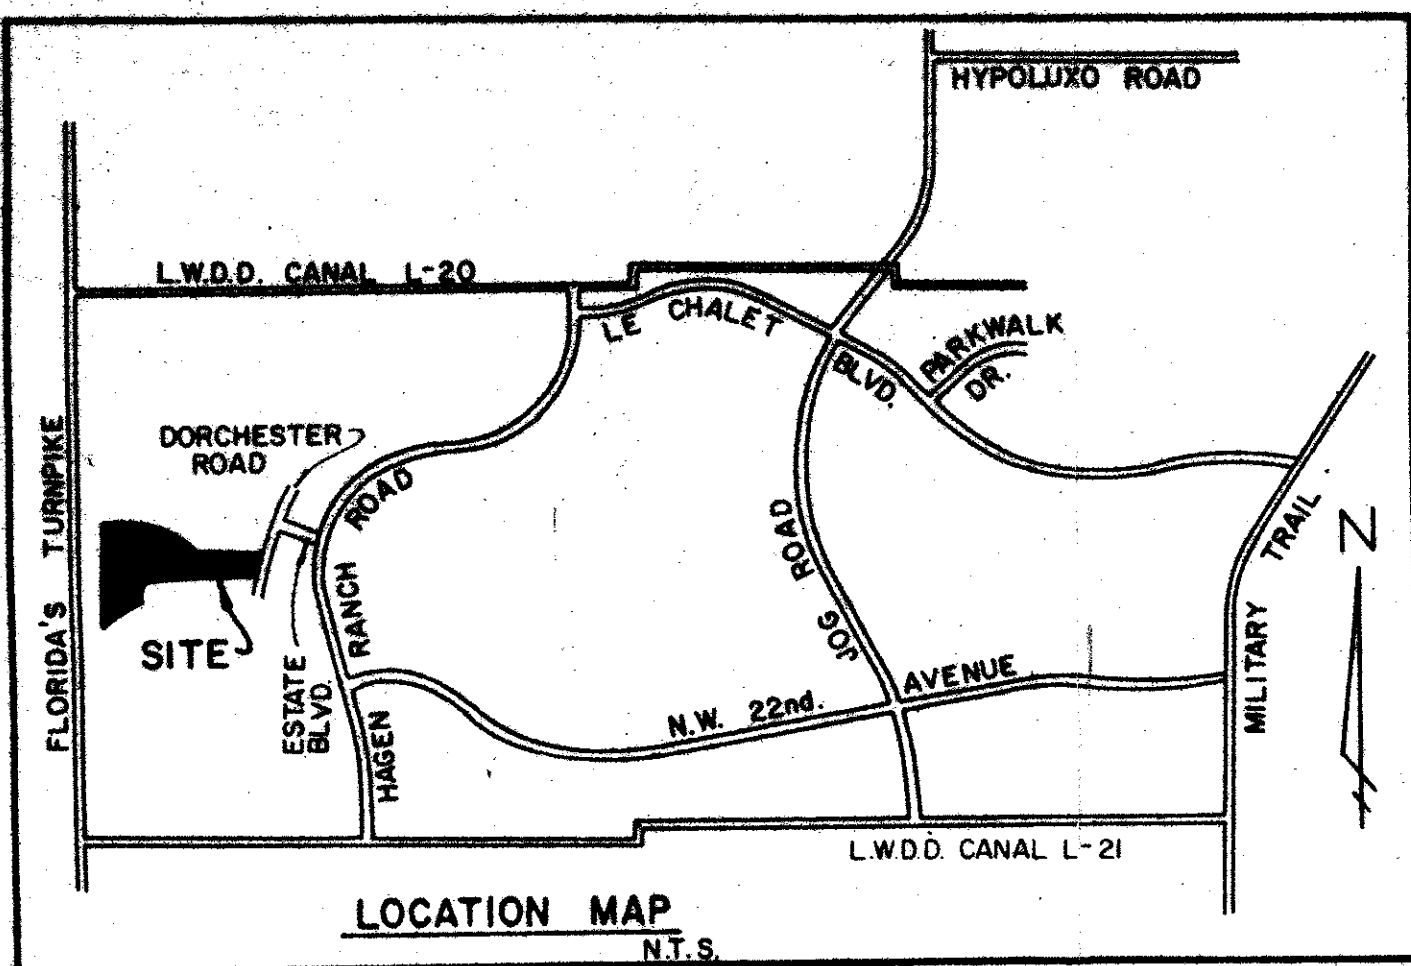 HYPOLUXO ROAD
L.W.D.D. CANAL L-20
LE CHALET BLVD.
PARKWALK
DR.
DORCHESTER
ROAD
FLORIDA'S TURNPIKE
SITE
ESTATE
BLVD.
HAGEN RANCH ROAD
JOG ROAD
N.W. 22nd. AVENUE
MILITARY TRAIL
N
L.W.D.D. CANAL L-21
LOCATION MAP
N.T.S.